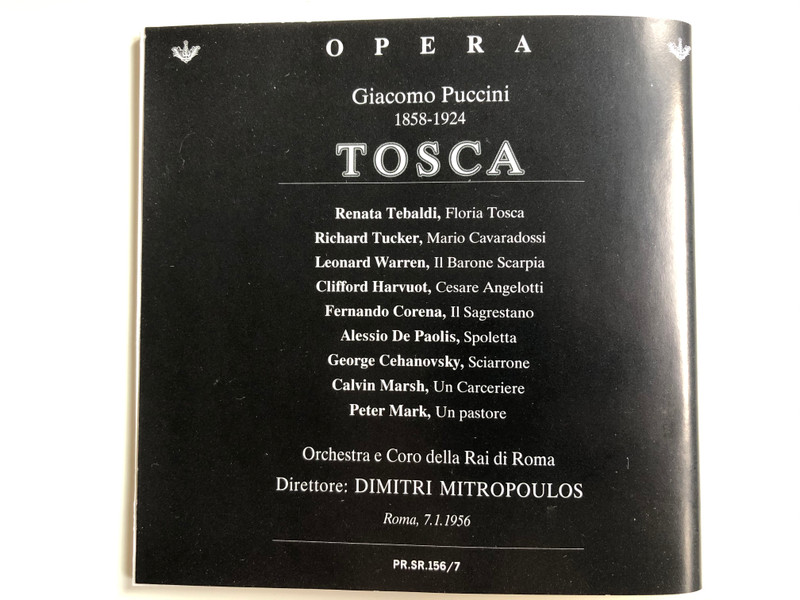 OPERA
Giacomo Puccini
1858-1924
TOSCA
Renata Tebaldi, Floria Tosca
Richard Tucker, Mario Cavaradossi
Leonard Warren, Il Barone Scarpia
Clifford Harvuot, Cesare Angelotti
Fernando Corena, Il Sagrestano
Alessio De Paolis, Spoletta
George Cehanovsky, Sciarrone
Calvin Marsh, Un Carceriere
Peter Mark, Un pastore
Orchestra e Coro della Rai di Roma
Direttore: DIMITRI MITROPOULOS
Roma, 7.1.1956
PR.SR.156/7